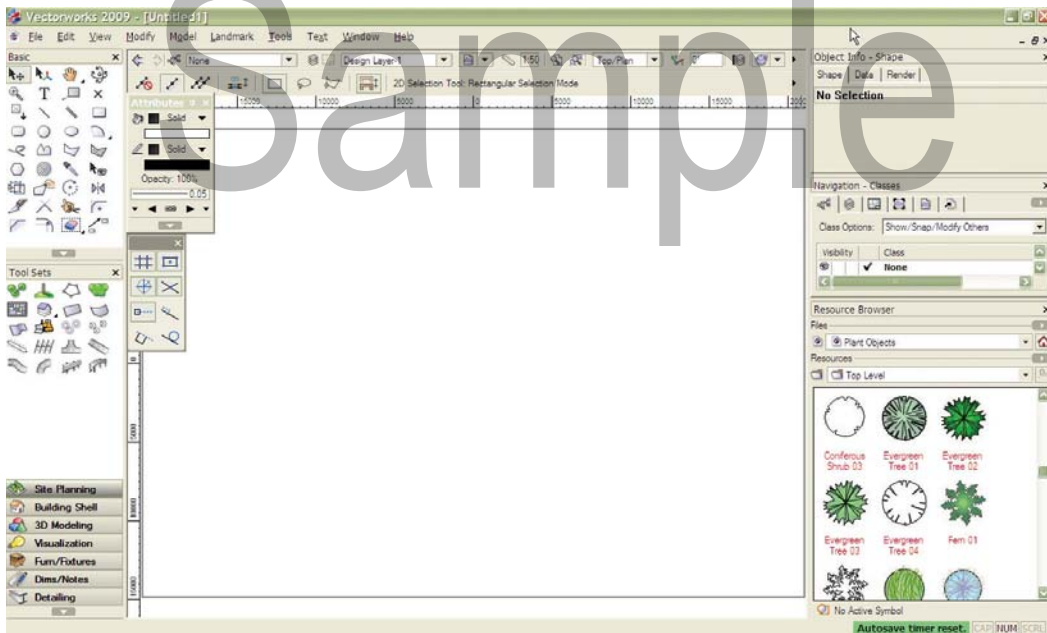 Vectorworks 2009 - [Untitled1]
File Edit View Modify Model Landmark Tools Text Window Help
Sample
Basic
None
Design Layer-1
1:50
Top/Plan
2D Selection Tool: Rectangular Selection Mode
Attributes
Solid
Solid
Opacity: 100%
0.05
10000 5000 0 5000 10000 15000
Tool Sets
Site Planning
Building Shell
3D Modeling
Visualization
Furn/Fixtures
Dims/Notes
Detailing
0
5000
10000
15000
Object Info - Shape
Shape Data Render
No Selection
Navigation - Classes
Class Options: Show/Snap/Modify Others
Visibility Class
None
Resource Browser
Files
Plant Objects
Resources
Top Level
Coniferous Shrub 03
Evergreen Tree 01
Evergreen Tree 02
Evergreen Tree 03
Evergreen Tree 04
Fern 01
No Active Symbol
Autosave timer reset. CAP NUM SCRL